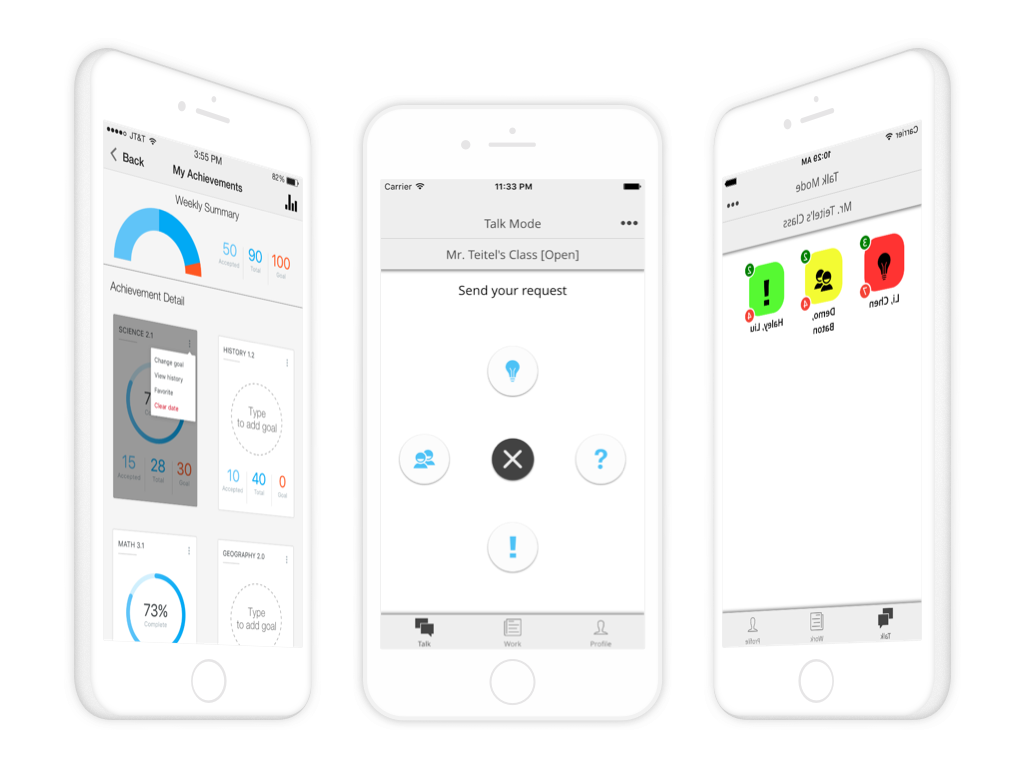 JT&T
3:55 PM
82%
Back
My Achievements
Weekly Summary
50
90
100
Accepted
Total
Goal
Achievement Detail
SCIENCE 2.1
Change goal
View history
Favorite
Clear data
7
15
28
30
Accepted
Total
Goal
HISTORY 1.2
Type
to add goal
10
40
0
Accepted
Total
Goal
MATH 3.1
73%
Complete
GEOGRAPHY 2.0
Type
to add goal
Carrier
11:33 PM
Talk Mode
•••
Mr. Teitel's Class [Open]
Send your request
?
!
Talk
Work
Profile
Carrier
10:29 AM
Talk Mode
•••
Mr. Teitel's Class
3
7
Li, Chen
2
4
Demo,
Baton
2
!
4
Haley, Liu
Talk
Work
Profile